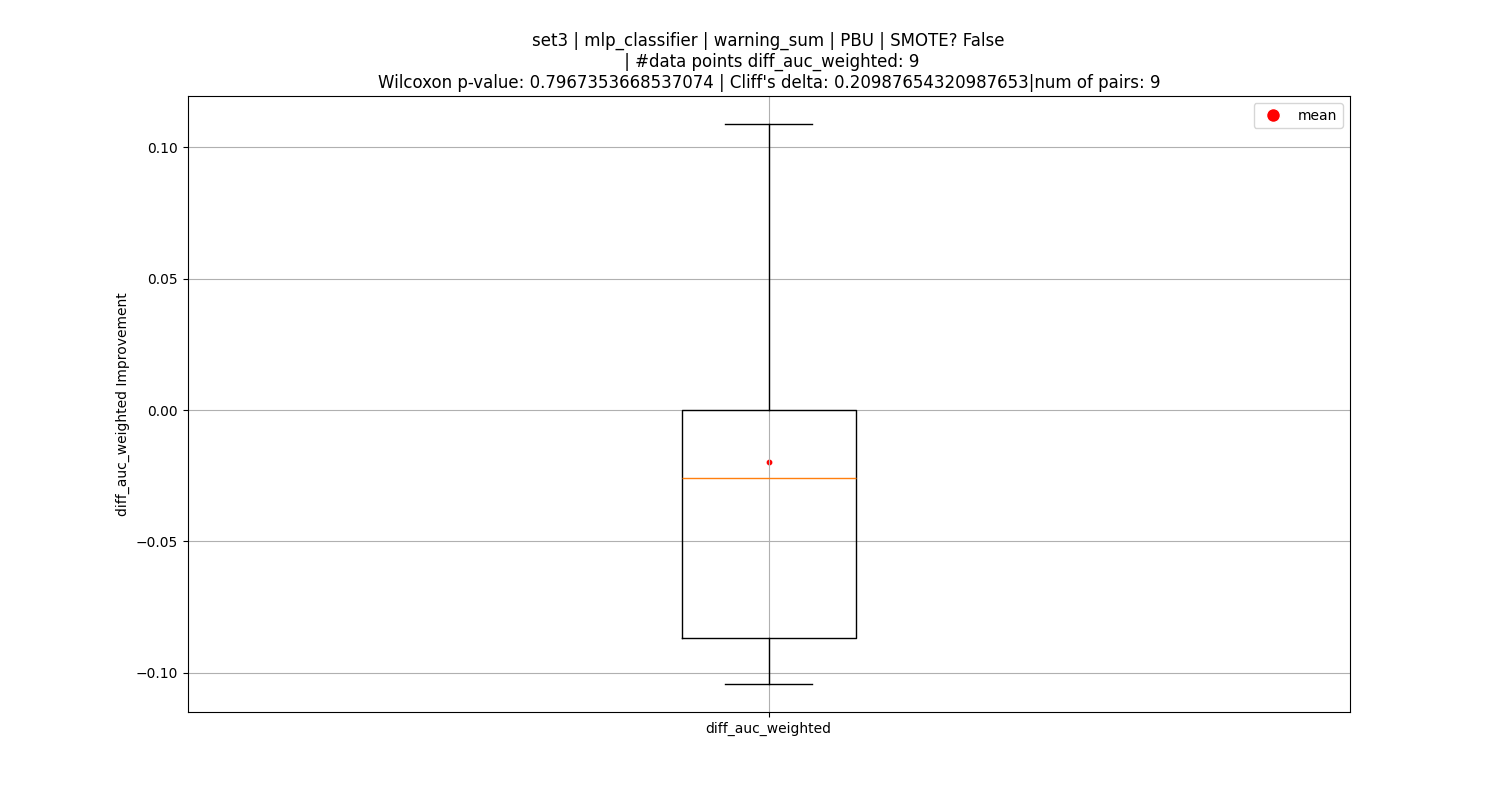 set3 | mlp_classifier | warning_sum | PBU | SMOTE? False
| #data points diff_auc_weighted: 9
Wilcoxon p-value: 0.7967353668537074 | Cliff's delta: 0.20987654320987653|num of pairs: 9
mean
0.10
0.05
0.00
−0.05
−0.10
diff_auc_weighted Improvement
diff_auc_weighted